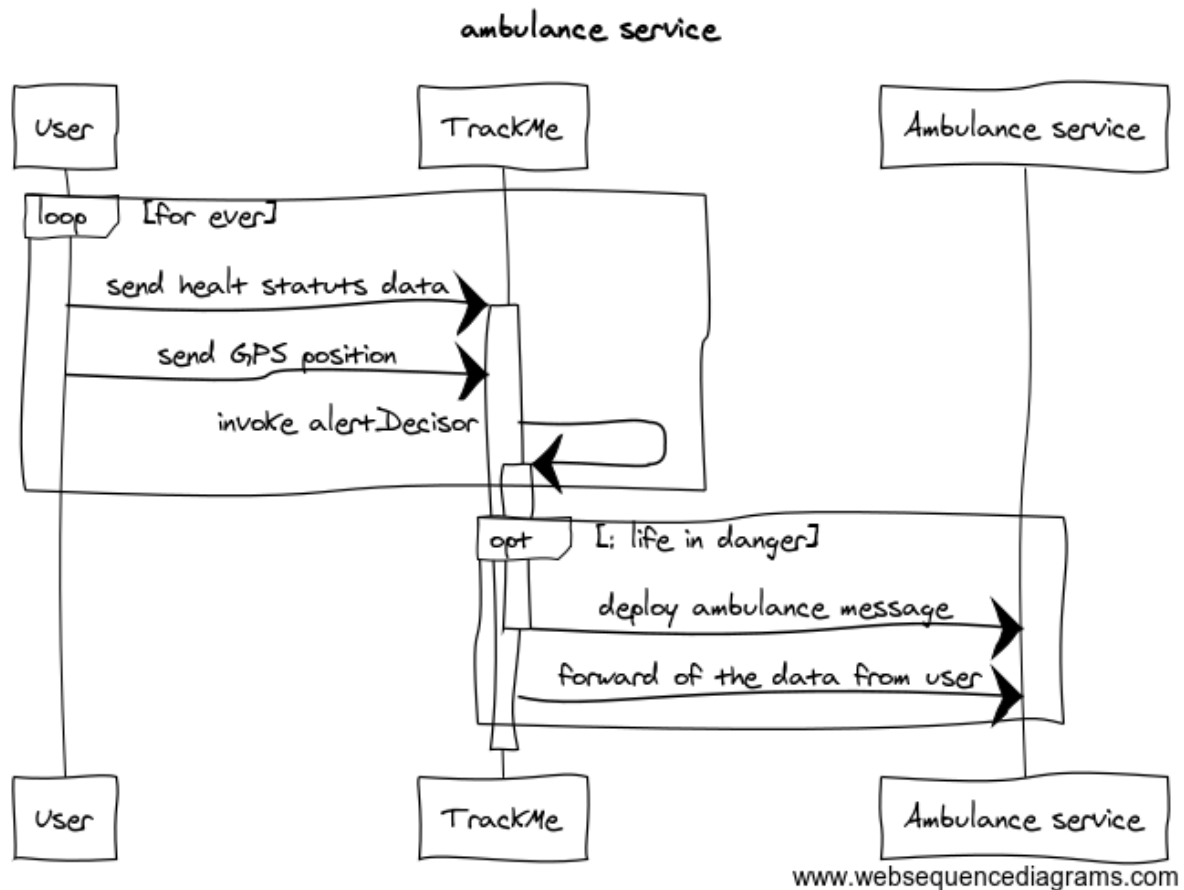 ambulance service
User
TrackMe
Ambulance service
loop
[for ever]
send healt statuts data
send GPS position
invoke alertDecisor
opt
[: life in danger]
deploy ambulance message
forward of the data from user
User
TrackMe
Ambulance service
www.websequencediagrams.com